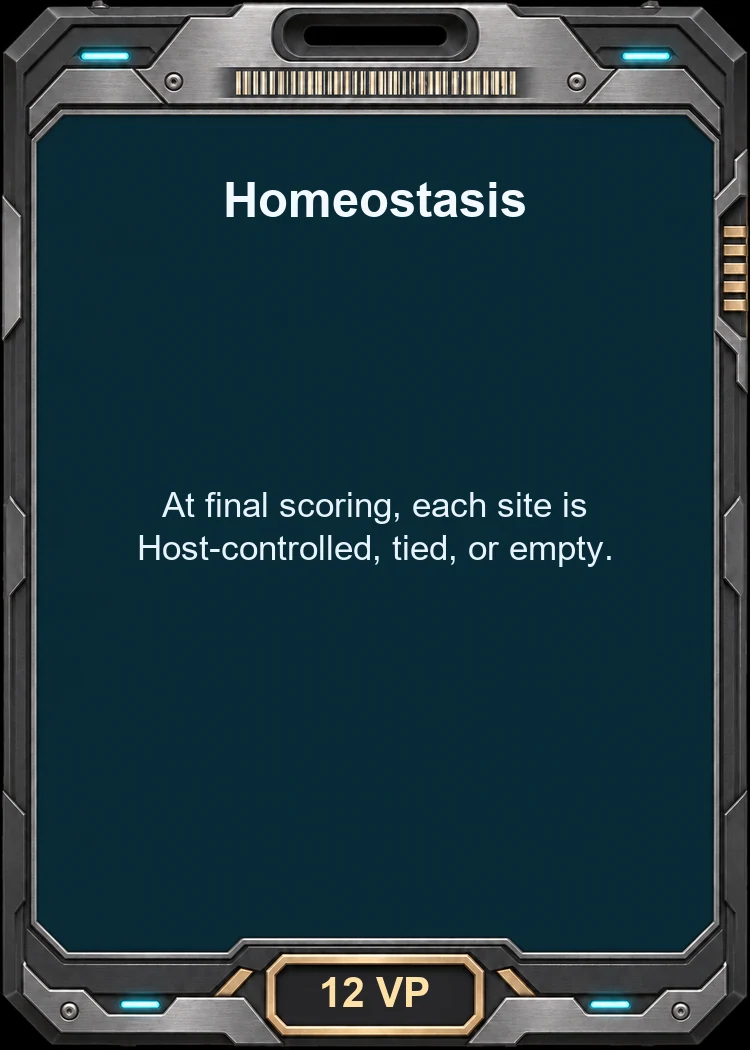 Homeostasis
At final scoring, each site is
Host-controlled, tied, or empty.
12 VP